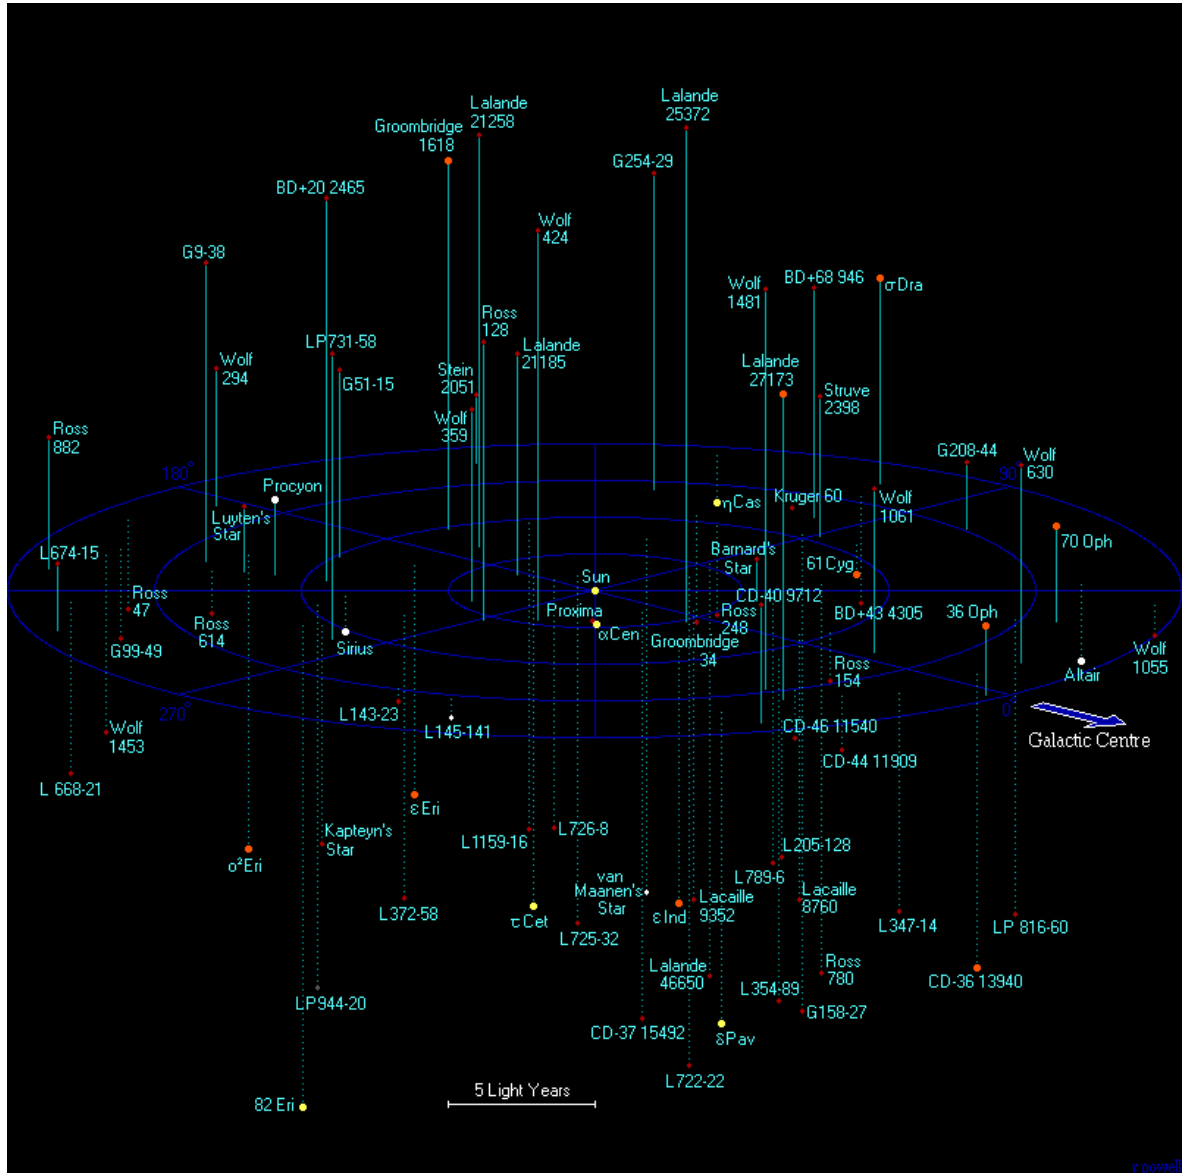 Lalande
25372
Lalande
21258
Groombridge
1618
G254-29
BD+20 2465
Wolf
424
G9-38
Wolf
1481
BD+68 946
σDra
Ross
128
LP731-58
Lalande
21185
Wolf
294
Stein
2051
G51-15
Lalande
27173
Struve
2398
Wolf
359
Ross
882
G208-44
Wolf
630
180°
90°
Procyon
ηCas
Kruger 60
Wolf
1061
Luyten's
Star
70 Oph
L674-15
Barnard's
Star
61Cyg
Sun
CD-40 9712
Ross
47
Proxima
Ross
248
BD+43 4305
36 Oph
Ross
614
αCen
Sirius
Groombridge
34
G99-49
Wolf
1055
Ross
154
Altair
270°
0°
L143-23
L145-141
Wolf
1453
CD-46 11540
Galactic Centre
CD-44 11909
L 668-21
εEri
L1159-16
L726-8
Kapteyn's
Star
L205-128
ο²Eri
L789-6
van
Maanen's
Star
Lacaille
9352
Lacaille
8760
L372-58
τCet
εInd
L347-14
LP 816-60
L725-32
Lalande
46650
Ross
780
CD-36 13940
L354-89
LP944-20
G158-27
CD-37 15492
δPav
L722-22
5 Light Years
82 Eri
r powell